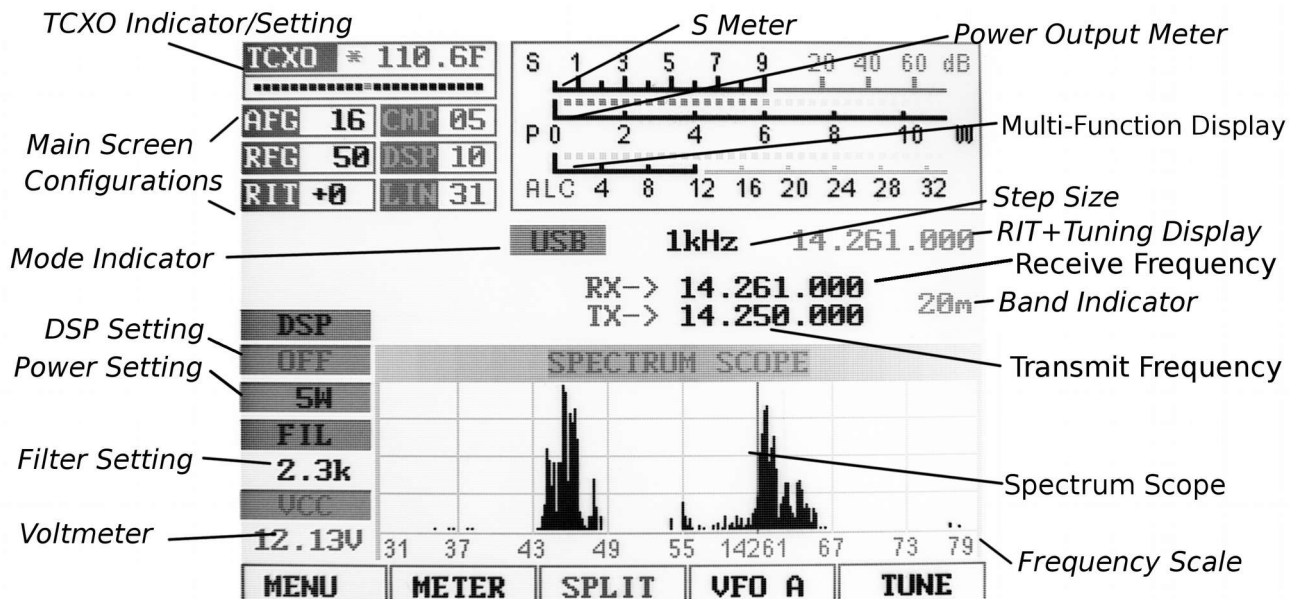 TCXO Indicator/Setting
S Meter
Power Output Meter
TCXO * 110.6F
S 1 3 5 7 9 20 40 60 dB
AFG 16 CMP 05
P 0 2 4 6 8 10 W
Multi-Function Display
Main Screen
Configurations
RFG 50 DSP 10
RIT +0 LIN 31
ALC 4 8 12 16 20 24 28 32
Step Size
Mode Indicator
USB 1kHz 14.261.000
RIT+Tuning Display
Receive Frequency
RX-> 14.261.000
TX-> 14.250.000
20m
Band Indicator
DSP Setting
DSP
OFF
SPECTRUM SCOPE
Transmit Frequency
Power Setting
5W
FIL
Filter Setting
2.3k
Spectrum Scope
VCC
Voltmeter
12.13V
31 37 43 49 55 14261 67 73 79
Frequency Scale
MENU METER SPLIT VFO A TUNE